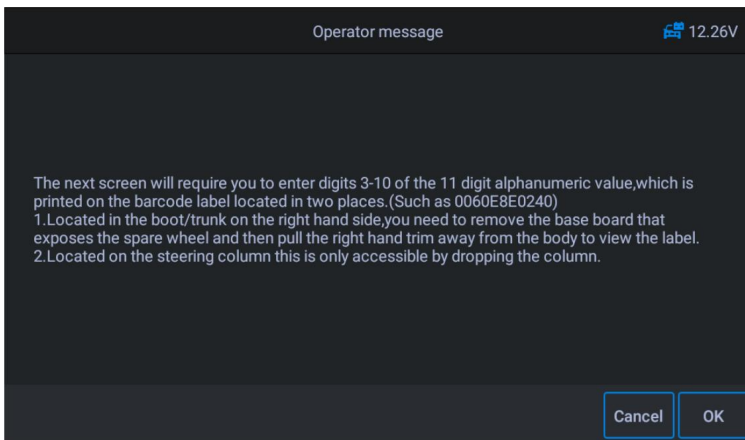 Operator message
12.26V
The next screen will require you to enter digits 3-10 of the 11 digit alphanumeric value,which is
printed on the barcode label located in two places.(Such as 0060E8E0240)
1.Located in the boot/trunk on the right hand side,you need to remove the base board that
exposes the spare wheel and then pull the right hand trim away from the body to view the label.
2.Located on the steering column this is only accessible by dropping the column.
Cancel
OK